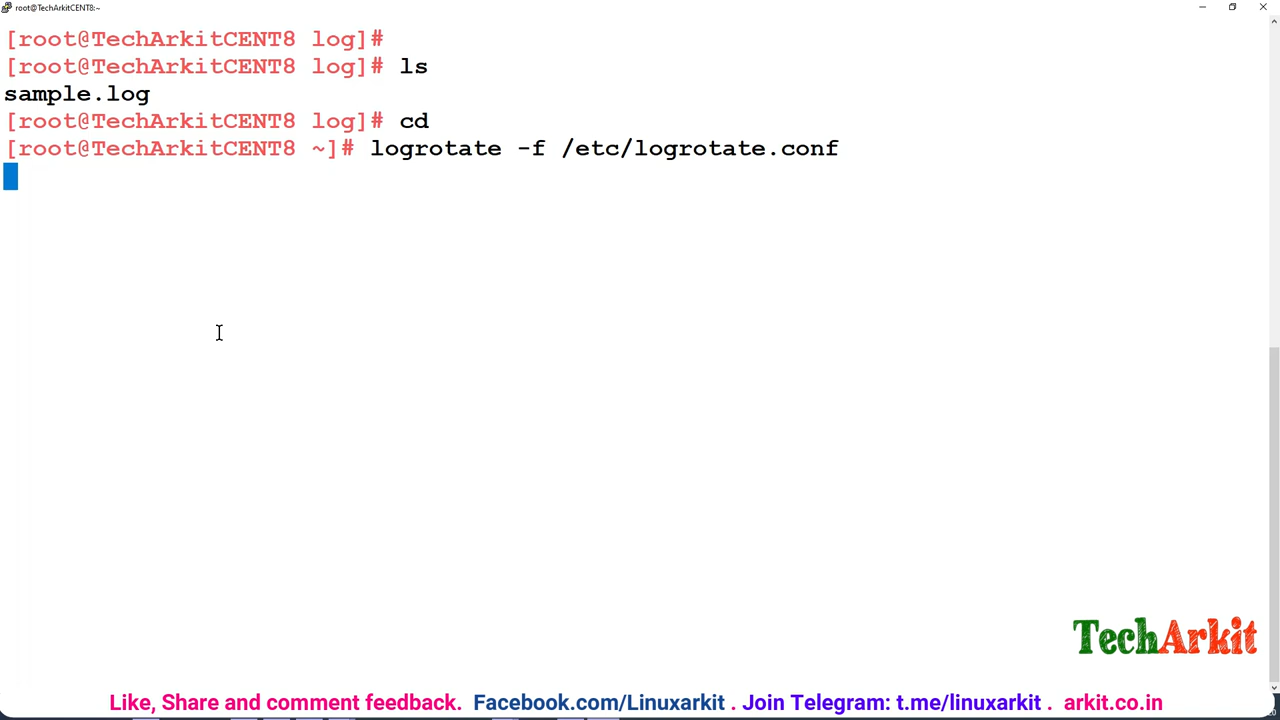 root@TechArkitCENT8:~
[root@TechArkitCENT8 log]#
[root@TechArkitCENT8 log]# ls
sample.log
[root@TechArkitCENT8 log]# cd
[root@TechArkitCENT8 ~]# logrotate -f /etc/logrotate.conf
TechArkit
Like, Share and comment feedback. Facebook.com/Linuxarkit . Join Telegram: t.me/linuxarkit . arkit.co.in